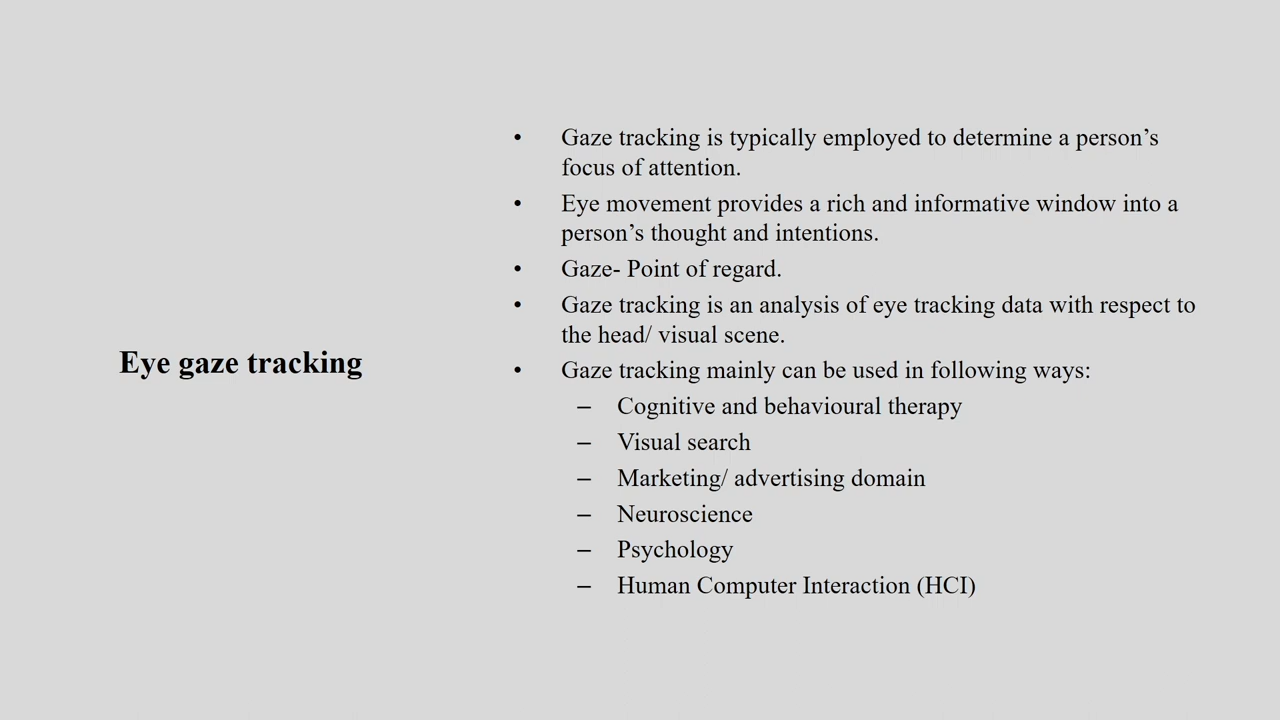 Eye gaze tracking
• Gaze tracking is typically employed to determine a person’s
focus of attention.
• Eye movement provides a rich and informative window into a
person’s thought and intentions.
• Gaze- Point of regard.
• Gaze tracking is an analysis of eye tracking data with respect to
the head/ visual scene.
• Gaze tracking mainly can be used in following ways:
– Cognitive and behavioural therapy
– Visual search
– Marketing/ advertising domain
– Neuroscience
– Psychology
– Human Computer Interaction (HCI)